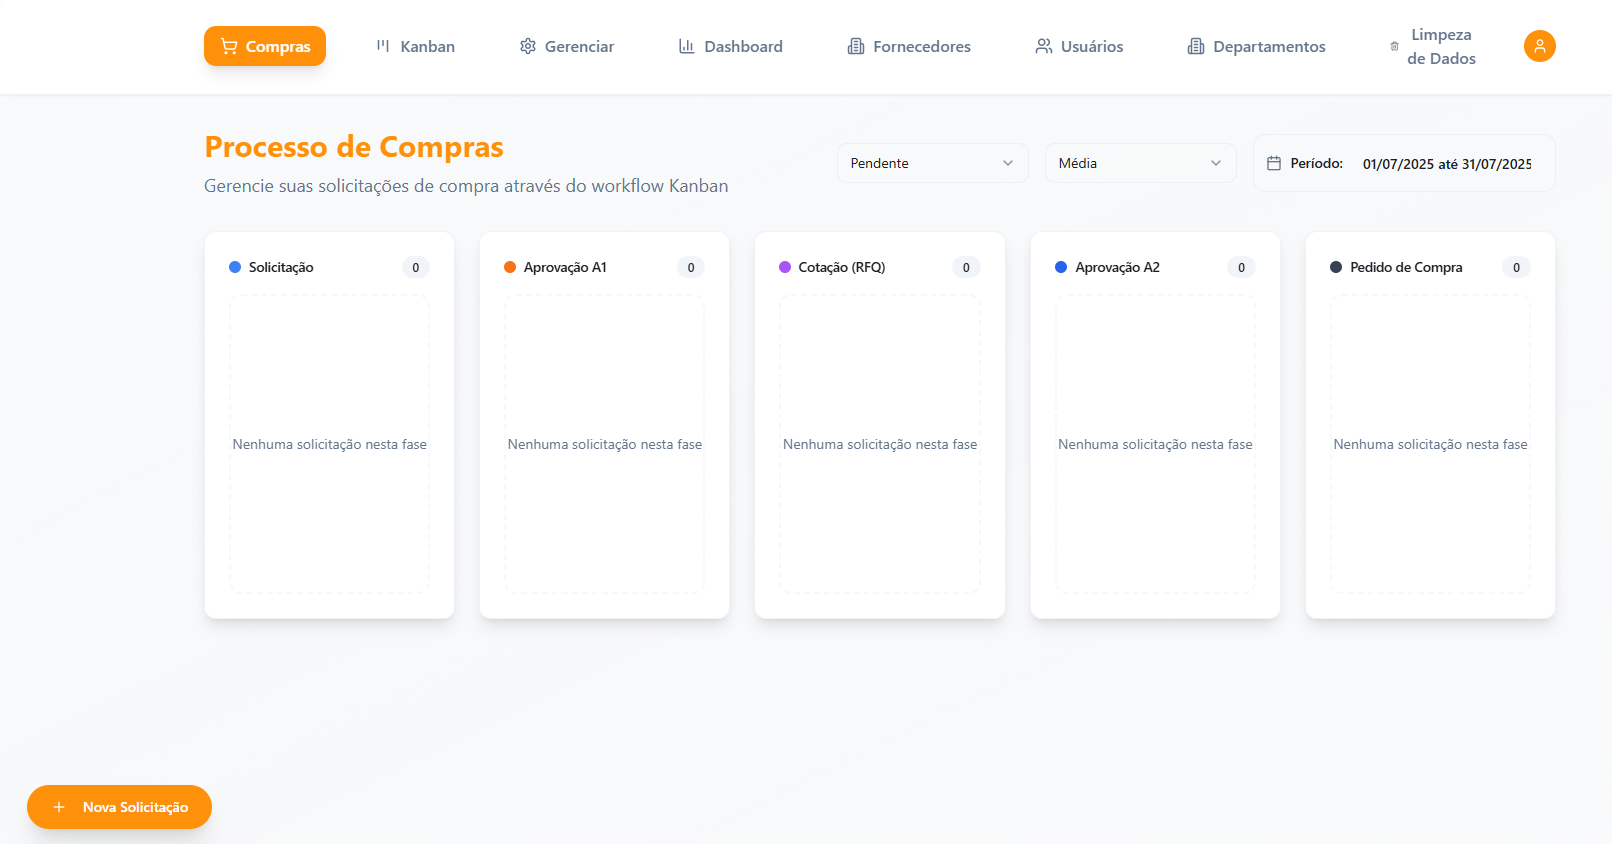 Compras
Kanban
Gerenciar
Dashboard
Fornecedores
Usuários
Departamentos
Limpeza
de Dados
Processo de Compras
Gerencie suas solicitações de compra através do workflow Kanban
Pendente
Média
Período:
01/07/2025 até 31/07/2025
Solicitação
0
Nenhuma solicitação nesta fase
Aprovação A1
0
Nenhuma solicitação nesta fase
Cotação (RFQ)
0
Nenhuma solicitação nesta fase
Aprovação A2
0
Nenhuma solicitação nesta fase
Pedido de Compra
0
Nenhuma solicitação nesta fase
Nova Solicitação